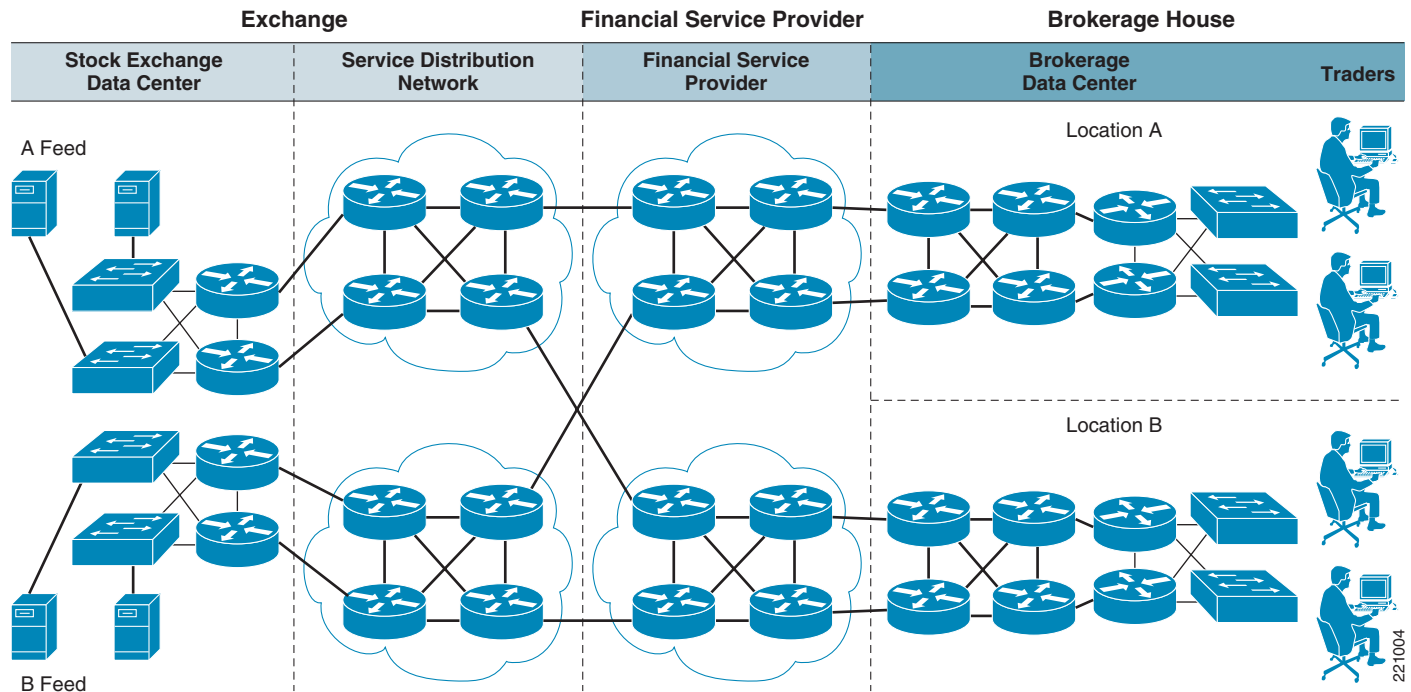 Exchange
Financial Service Provider
Brokerage House
Stock Exchange
Data Center
Service Distribution
Network
Financial Service
Provider
Brokerage
Data Center
Traders
A Feed
Location A
Location B
B Feed
221004